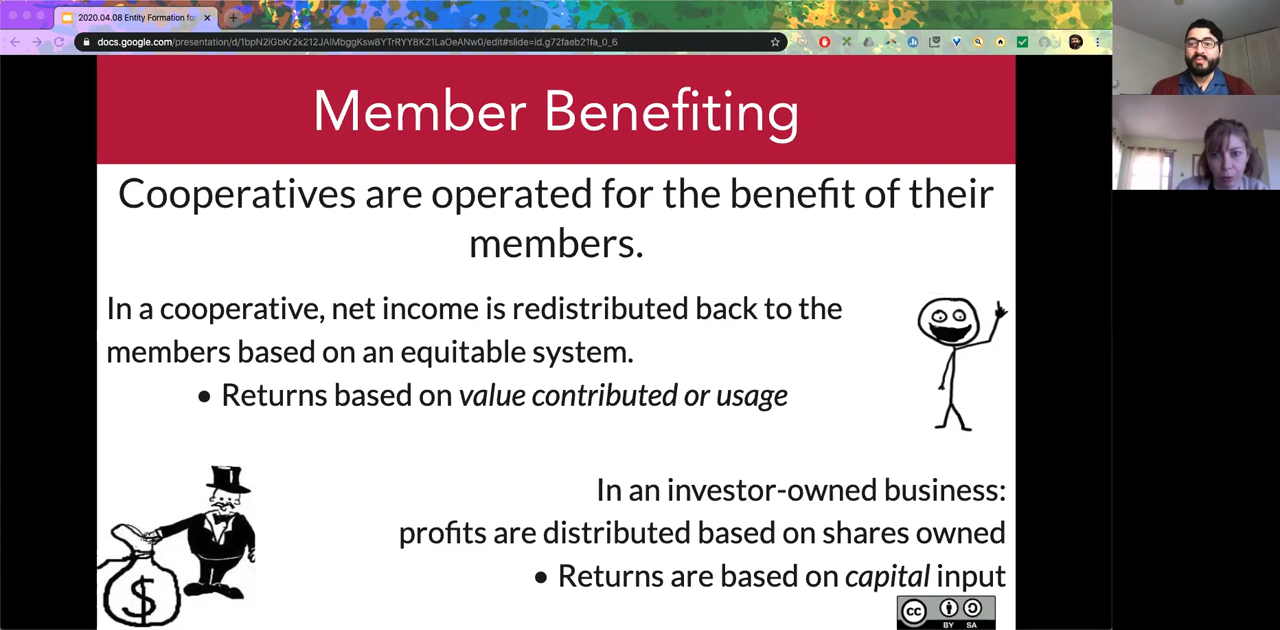 2020.04.08 Entity Formation for
docs.google.com/presentation/d/1bpN2iGbKr2k212JAlMbggKsw8YTrRYY8K21LaOeANw0/edit#slide=id.g72faeb21fa_0_6
Member Benefiting
Cooperatives are operated for the benefit of their
members.
In a cooperative, net income is redistributed back to the
members based on an equitable system.
• Returns based on value contributed or usage
In an investor-owned business:
profits are distributed based on shares owned
• Returns are based on capital input
$
cc
BY SA